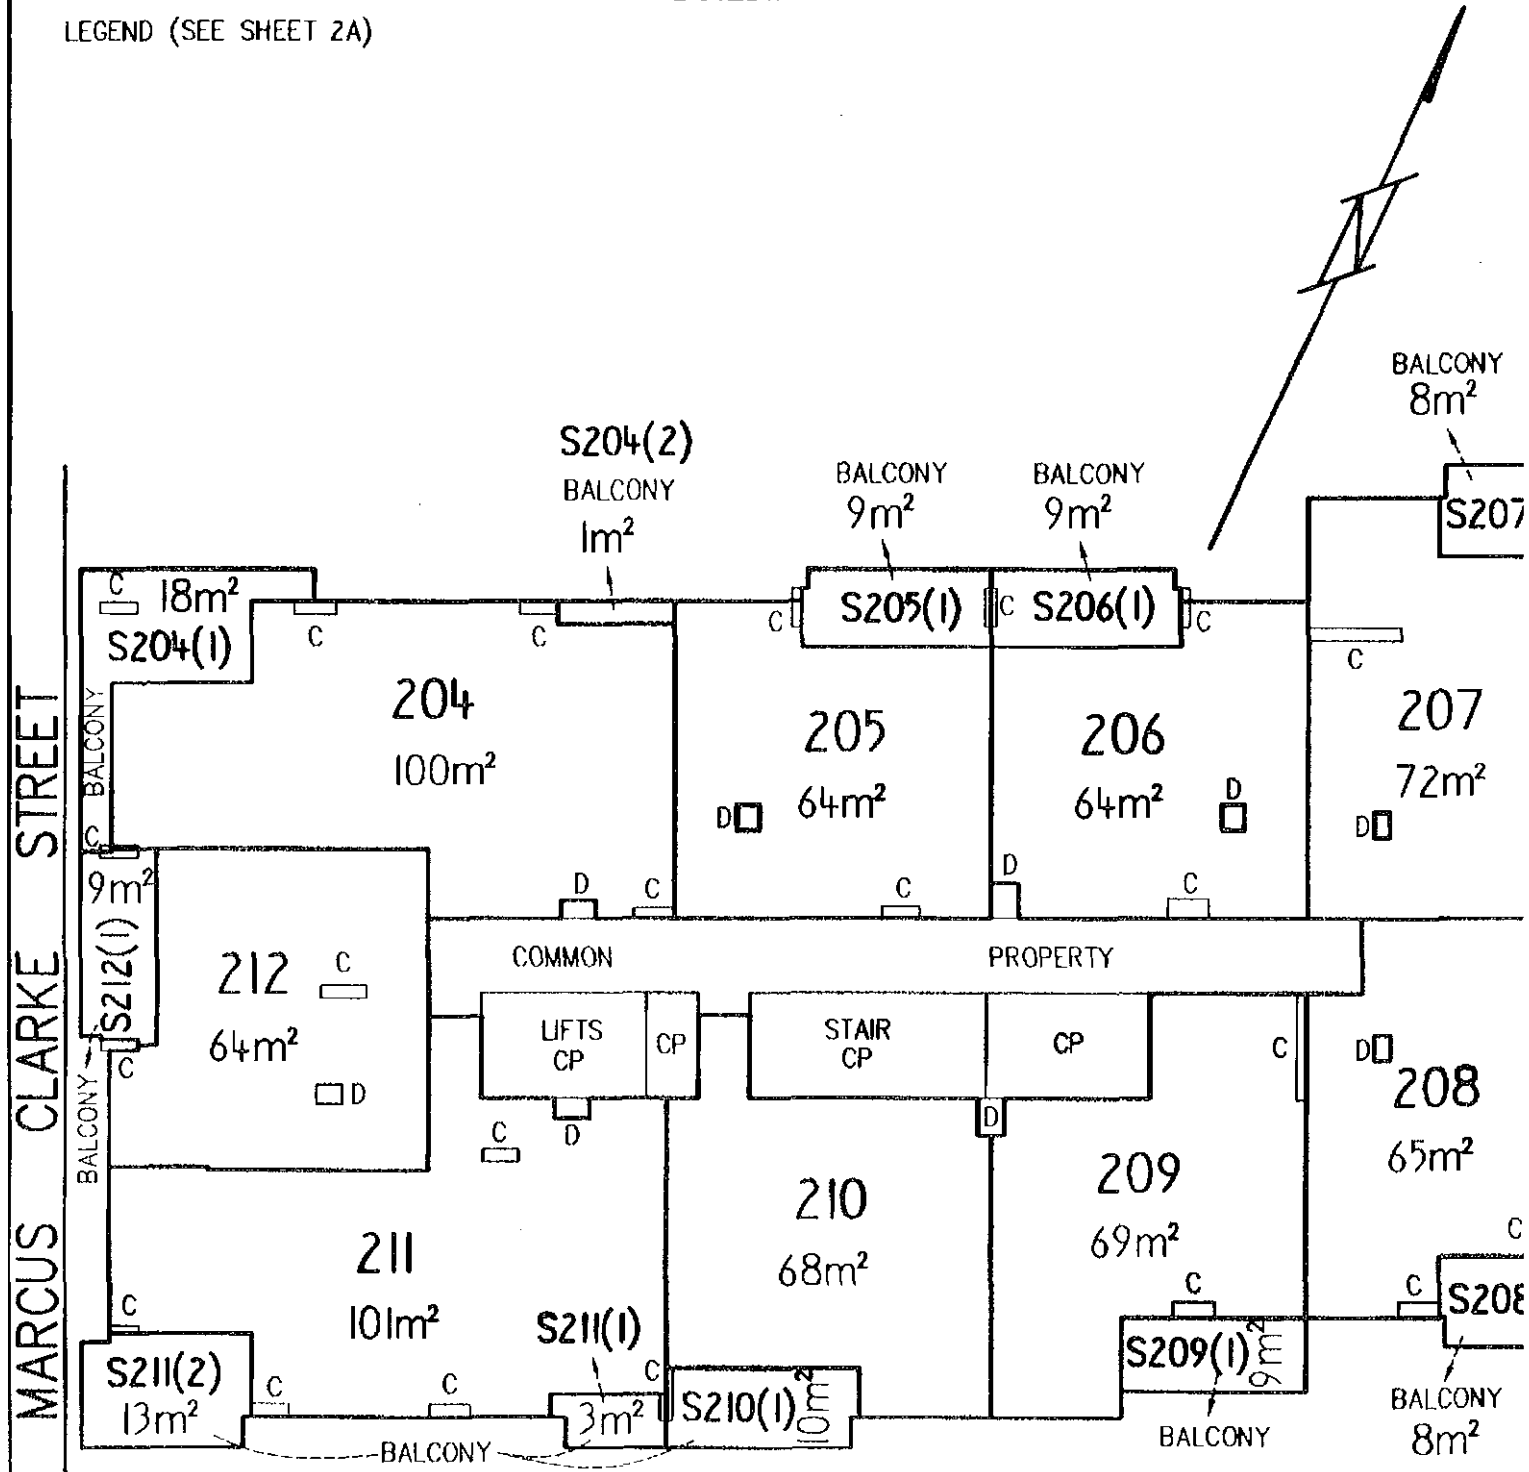 LEGEND (SEE SHEET 2A)
N
BALCONY
8m²
S204(2)
BALCONY
1m²
BALCONY
9m²
BALCONY
9m²
S207
C
18m²
S204(1)
C
C
C
S205(1)
C
S206(1)
C
C
BALCONY
204
100m²
205
64m²
D
206
64m²
D
207
72m²
D
C
9m²
S212(1)
D
C
C
D
C
COMMON PROPERTY
212
64m²
C
D
C
BALCONY
LIFTS
CP
CP
STAIR
CP
CP
C
D
208
65m²
C
D
D
210
68m²
209
69m²
C
211
101m²
C
S211(2)
13m²
C
C
S211(1)
3m²
C
S210(1)
10m²
S209(1)
9m²
C
C
S208
BALCONY
BALCONY
BALCONY
8m²
MARCUS CLARKE STREET